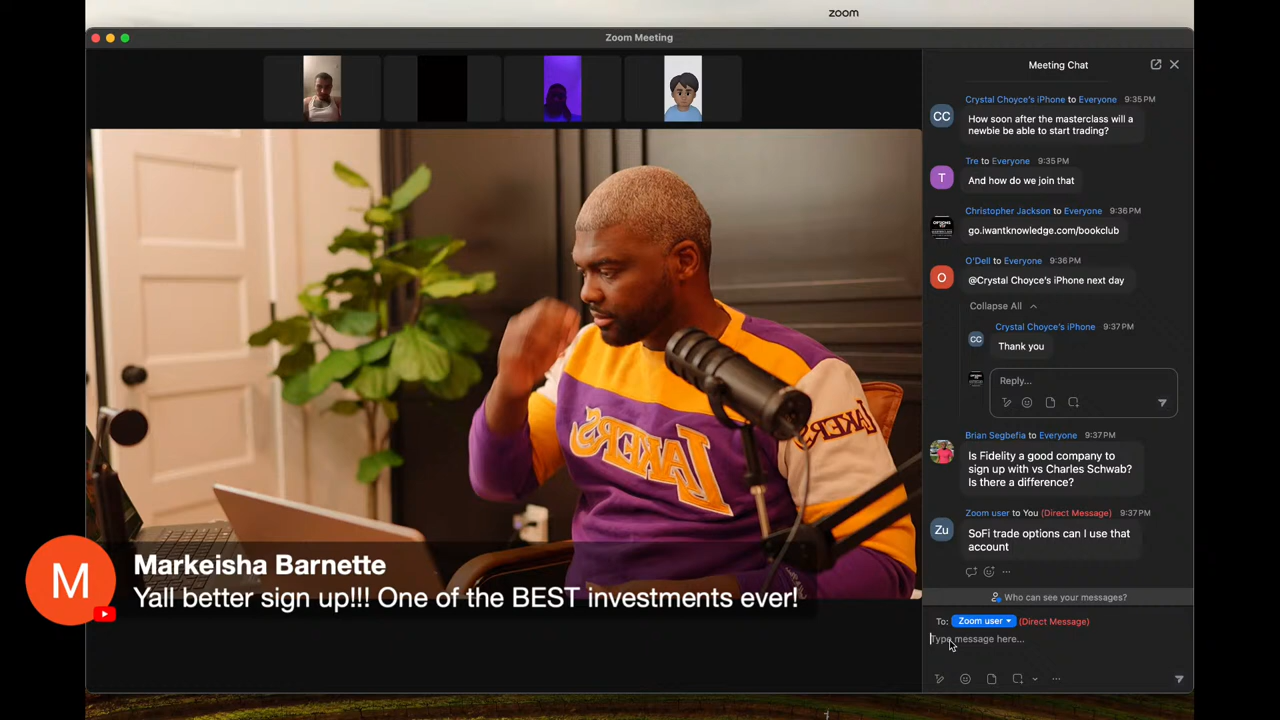 zoom
Zoom Meeting
Meeting Chat
Crystal Choyce's iPhone to Everyone 9:35 PM
CC
How soon after the masterclass will a
newbie be able to start trading?
Tre to Everyone 9:35 PM
T
And how do we join that
Christopher Jackson to Everyone 9:36 PM
go.iwantknowledge.com/bookclub
O'Dell to Everyone 9:36 PM
O
@Crystal Choyce's iPhone next day
Collapse All
Crystal Choyce's iPhone 9:37 PM
CC
Thank you
Reply...
Brian Segbefia to Everyone 9:37 PM
Is Fidelity a good company to
sign up with vs Charles Schwab?
Is there a difference?
Zoom user to You (Direct Message) 9:37 PM
Zu
SoFi trade options can I use that
account
Who can see your messages?
To: Zoom user (Direct Message)
Type message here...
LAKERS
LAKERS
M
Markeisha Barnette
Yall better sign up!!! One of the BEST investments ever!